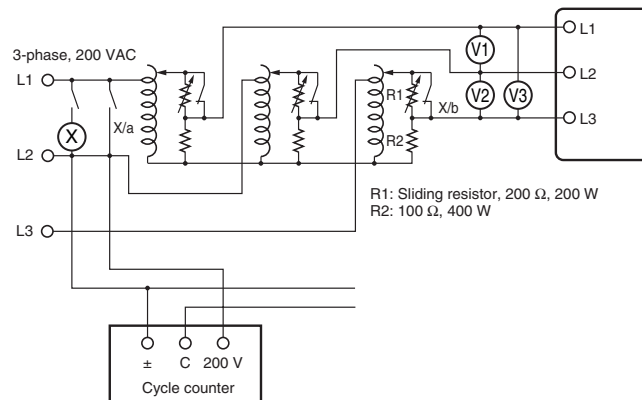 3-phase, 200 VAC
L1
L2
L3
X
X/a
R1
R2
X/b
V1
V2
V3
L1
L2
L3
R1: Sliding resistor, 200 Ω, 200 W
R2: 100 Ω, 400 W
± C 200 V
Cycle counter